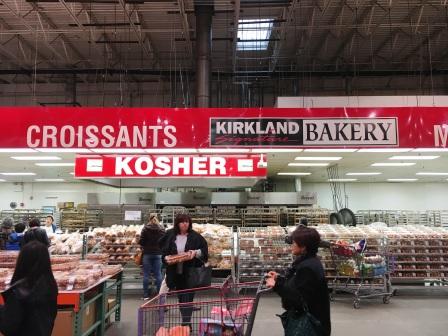 CROISSANTS
KIRKLAND
Signature
BAKERY
M
KOSHER